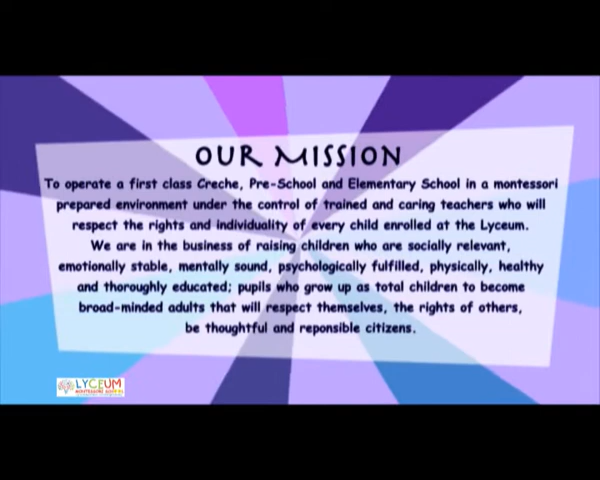 OUR MISSION
To operate a first class Creche, Pre-School and Elementary School in a montessori
prepared environment under the control of trained and caring teachers who will
respect the rights and individuality of every child enrolled at the Lyceum.
We are in the business of raising children who are socially relevant,
emotionally stable, mentally sound, psychologically fulfilled, physically, healthy
and thoroughly educated; pupils who grow up as total children to become
broad-minded adults that will respect themselves, the rights of others,
be thoughtful and reponsible citizens.
LYCEUM